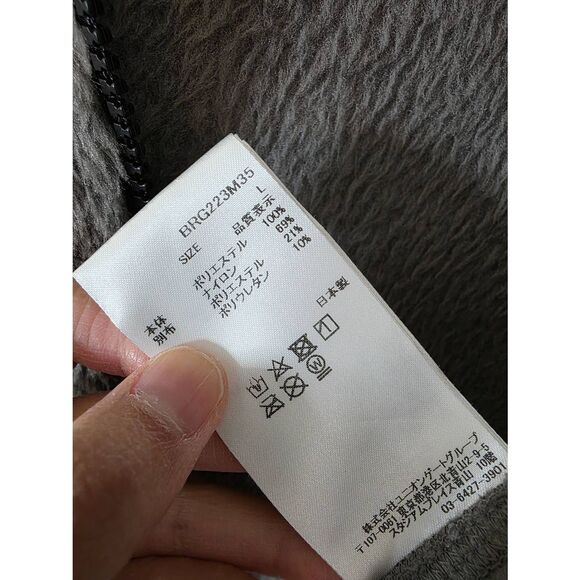 BRG223M35
SIZE L
品質表示
本体 ポリエステル 100%
別布 ナイロン 69%
ポリエステル 21%
ポリウレタン 10%
日本製
株式会社ユニオンゲートグループ
〒107-0061 東京都港区北青山2-9-5
スタジアムプレイス青山 10階
03-6427-3901